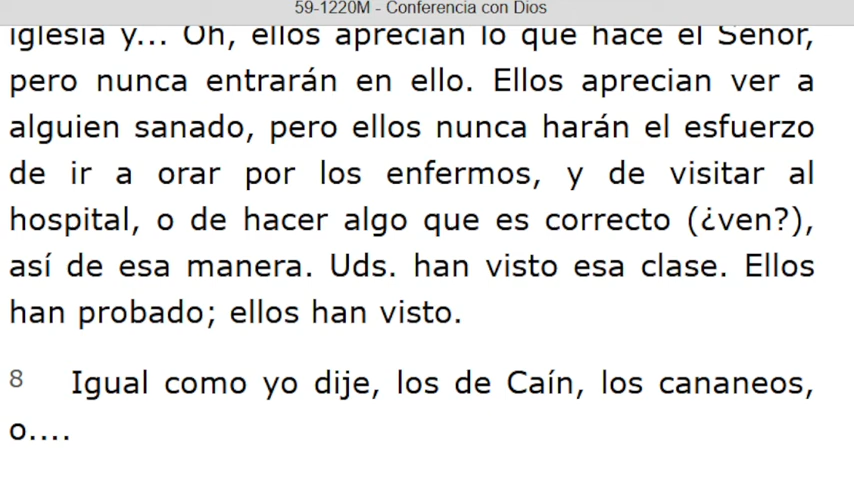 59-1220M - Conferencia con Dios
iglesia y... Oh, ellos aprecian lo que hace el Señor,
pero nunca entrarán en ello. Ellos aprecian ver a
alguien sanado, pero ellos nunca harán el esfuerzo
de ir a orar por los enfermos, y de visitar al
hospital, o de hacer algo que es correcto (¿ven?),
así de esa manera. Uds. han visto esa clase. Ellos
han probado; ellos han visto.
8 Igual como yo dije, los de Caín, los cananeos,
o....